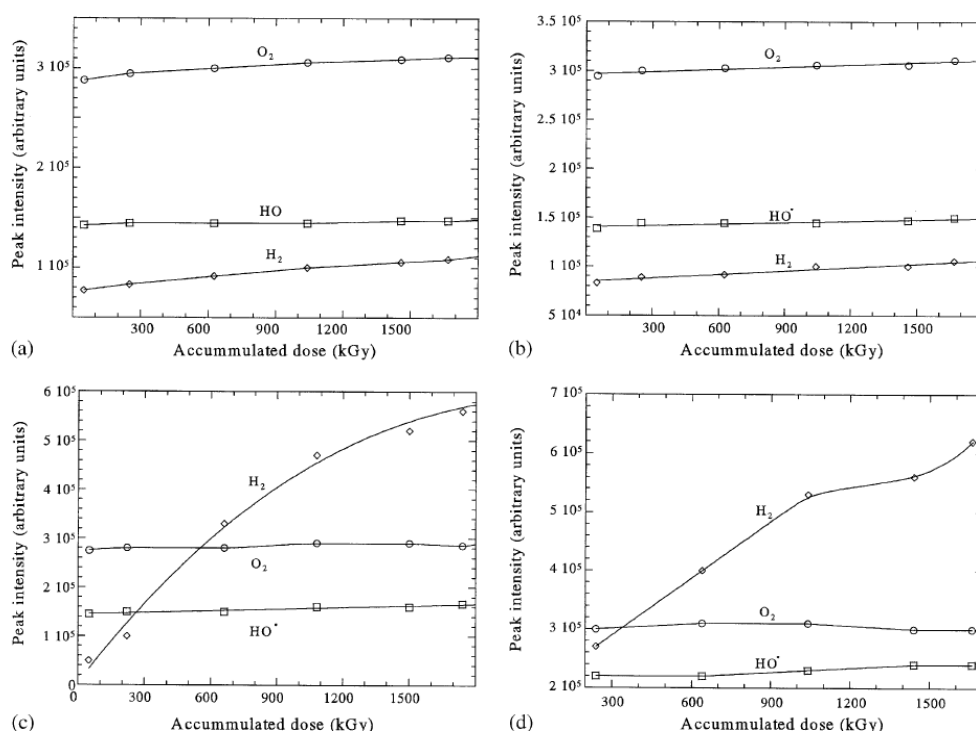 Peak intensity (arbitrary units)
3 10⁵
2 10⁵
1 10⁵
O₂
HO
H₂
300
600
900
1200
1500
(a)
Accummulated dose (kGy)
Peak intensity (arbitrary units)
3.5 10⁵
3 10⁵
2.5 10⁵
2 10⁵
1.5 10⁵
1 10⁵
5 10⁴
O₂
HO˙
H₂
300
600
900
1200
1500
(b)
Accummulated dose (kGy)
Peak intensity (arbitrary units)
6 10⁵
5 10⁵
4 10⁵
3 10⁵
2 10⁵
1 10⁵
0
H₂
O₂
HO˙
0
300
600
900
1200
1500
(c)
Accummulated dose (kGy)
Peak intensity (arbitrary units)
7 10⁵
6 10⁵
5 10⁵
4 10⁵
3 10⁵
2 10⁵
H₂
O₂
HO˙
300
600
900
1200
1500
(d)
Accummulated dose (kGy)